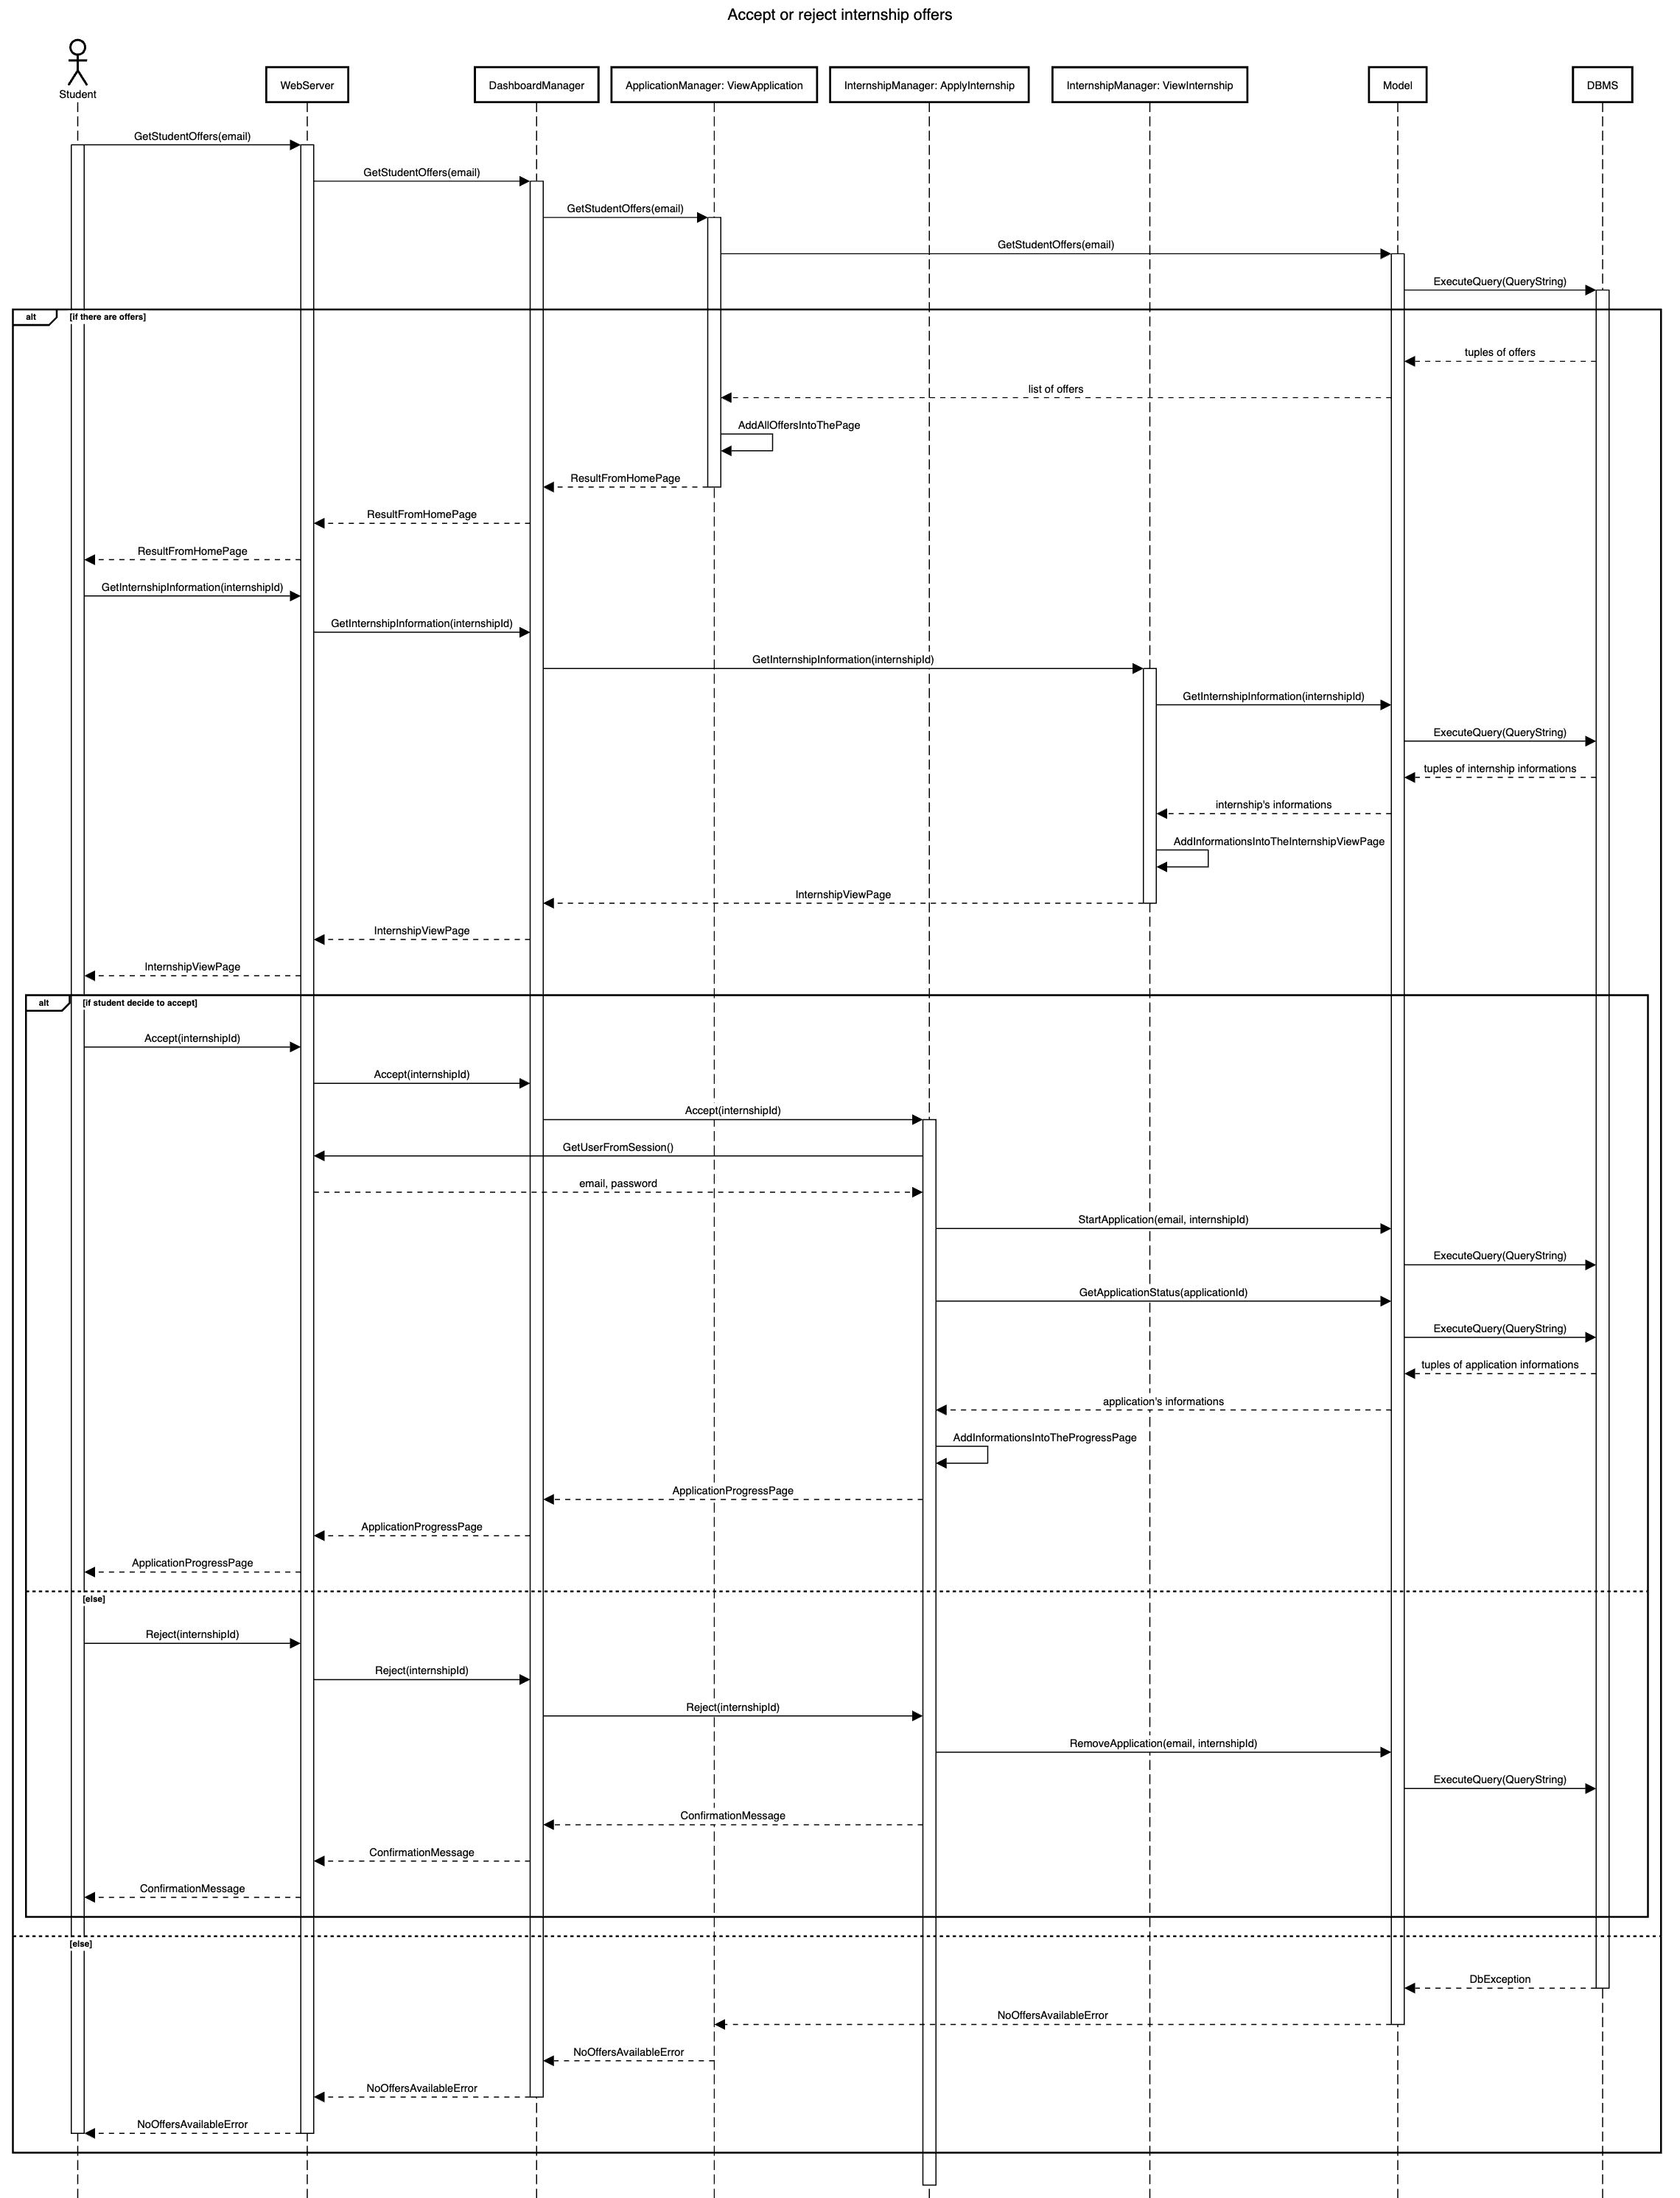 Accept or reject internship offers
Student
WebServer
DashboardManager
ApplicationManager: ViewApplication
InternshipManager: ApplyInternship
InternshipManager: ViewInternship
Model
DBMS
GetStudentOffers(email)
GetStudentOffers(email)
GetStudentOffers(email)
GetStudentOffers(email)
ExecuteQuery(QueryString)
alt
[if there are offers]
tuples of offers
list of offers
AddAllOffersIntoThePage
ResultFromHomePage
ResultFromHomePage
ResultFromHomePage
GetInternshipInformation(internshipId)
GetInternshipInformation(internshipId)
GetInternshipInformation(internshipId)
GetInternshipInformation(internshipId)
ExecuteQuery(QueryString)
tuples of internship informations
internship's informations
AddInformationsIntoTheInternshipViewPage
InternshipViewPage
InternshipViewPage
InternshipViewPage
alt
[if student decide to accept]
Accept(internshipId)
Accept(internshipId)
Accept(internshipId)
GetUserFromSession()
email, password
StartApplication(email, internshipId)
ExecuteQuery(QueryString)
GetApplicationStatus(applicationId)
ExecuteQuery(QueryString)
tuples of application informations
application's informations
AddInformationsIntoTheProgressPage
ApplicationProgressPage
ApplicationProgressPage
ApplicationProgressPage
[else]
Reject(internshipId)
Reject(internshipId)
Reject(internshipId)
RemoveApplication(email, internshipId)
ExecuteQuery(QueryString)
ConfirmationMessage
ConfirmationMessage
ConfirmationMessage
[else]
DbException
NoOffersAvailableError
NoOffersAvailableError
NoOffersAvailableError
NoOffersAvailableError